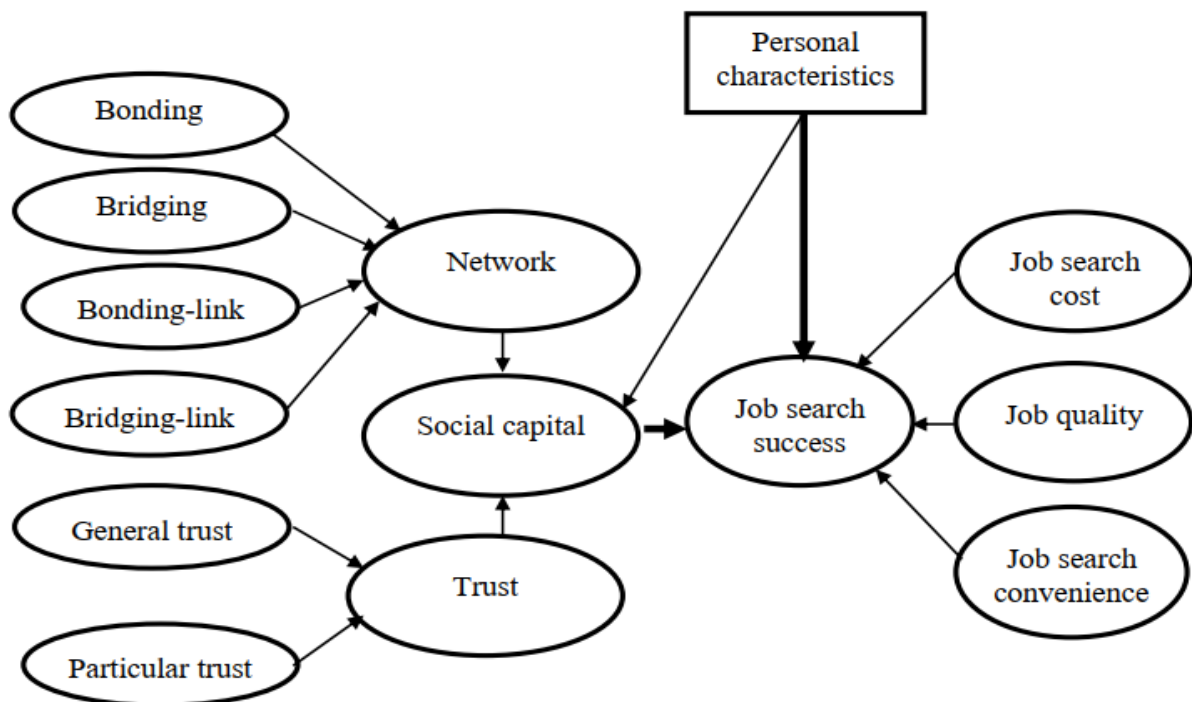 Personal
characteristics
Bonding
Bridging
Bonding-link
Bridging-link
General trust
Particular trust
Network
Social capital
Trust
Job search
success
Job search
cost
Job quality
Job search
convenience